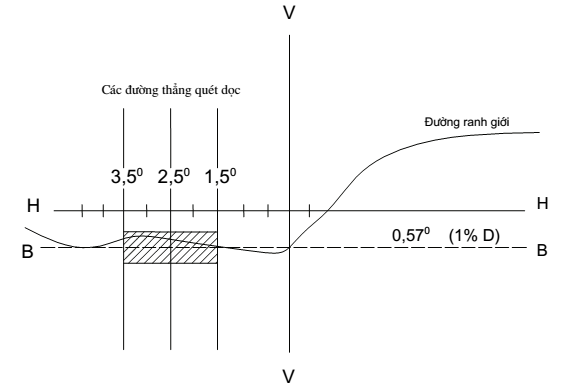 V
Các đường thẳng quét dọc
Đường ranh giới
3,5⁰ 2,5⁰ 1,5⁰
H H
0,57⁰ (1% D)
B B
V